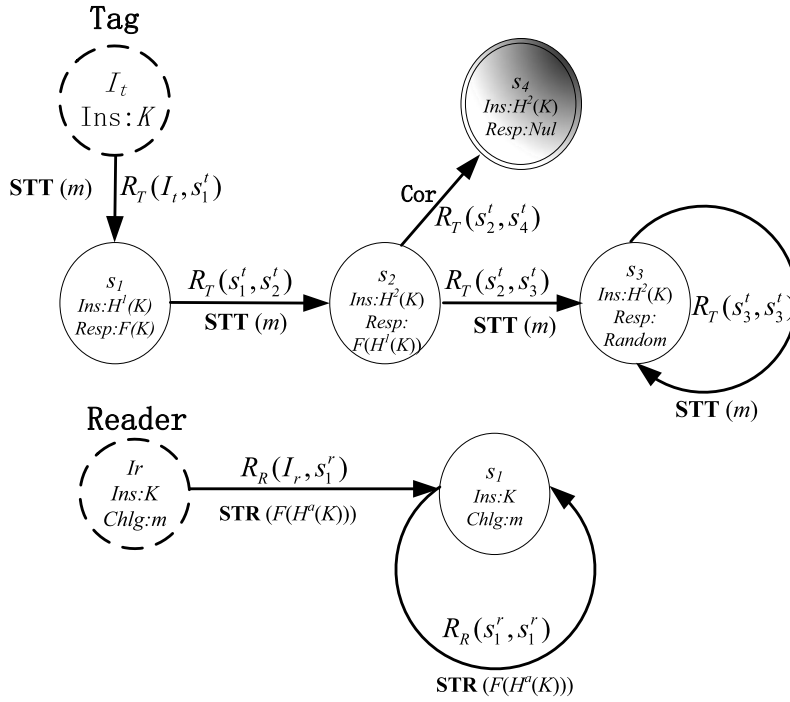 Tag
I_t
Ins:K
STT (m)
R_T(I_t, s_1^t)
s_1
Ins:H^1(K)
Resp:F(K)
R_T(s_1^t, s_2^t)
STT (m)
s_2
Ins:H^2(K)
Resp:
F(H^1(K))
Cor
R_T(s_2^t, s_4^t)
s_4
Ins:H^2(K)
Resp:Nul
R_T(s_2^t, s_3^t)
STT (m)
s_3
Ins:H^2(K)
Resp:
Random
R_T(s_3^t, s_3^t)
STT (m)
Reader
Ir
Ins:K
Chlg:m
R_R(I_r, s_1^r)
STR (F(H^a(K)))
s_1
Ins:K
Chlg:m
R_R(s_1^r, s_1^r)
STR (F(H^a(K)))